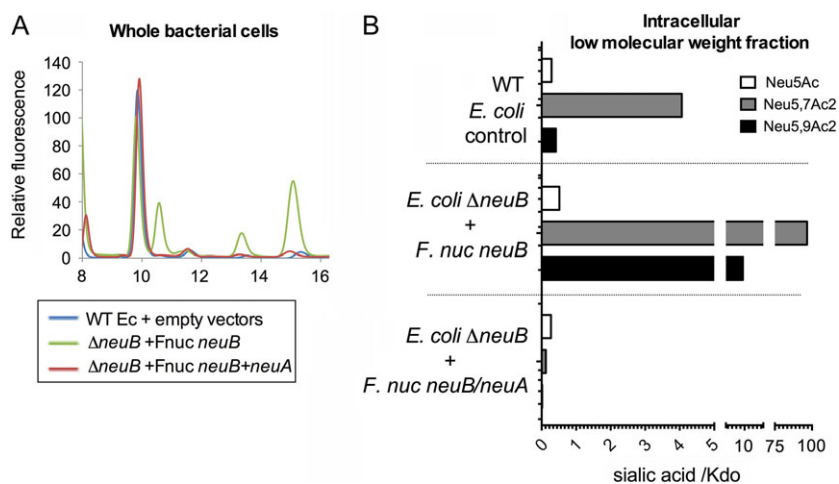 A
Whole bacterial cells
Relative fluorescence
140
120
100
80
60
40
20
0
8 10 12 14 16
WT Ec + empty vectors
ΔneuB +Fnuc neuB
ΔneuB +Fnuc neuB+neuA
B
Intracellular
low molecular weight fraction
WT
E. coli
control
Neu5Ac
Neu5,7Ac2
Neu5,9Ac2
E. coli ΔneuB
+
F. nuc neuB
E. coli ΔneuB
+
F. nuc neuB/neuA
0 1 2 3 4 5 10 75 100
sialic acid /Kdo